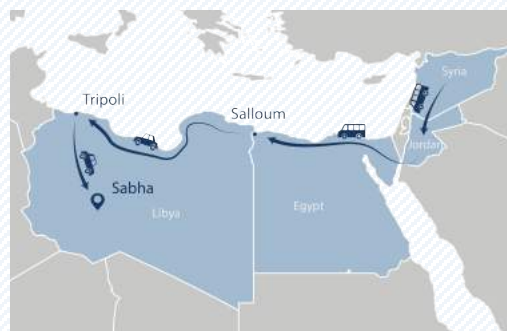 Tripoli
Salloum
Syria
Jordan
Sabha
Libya
Egypt